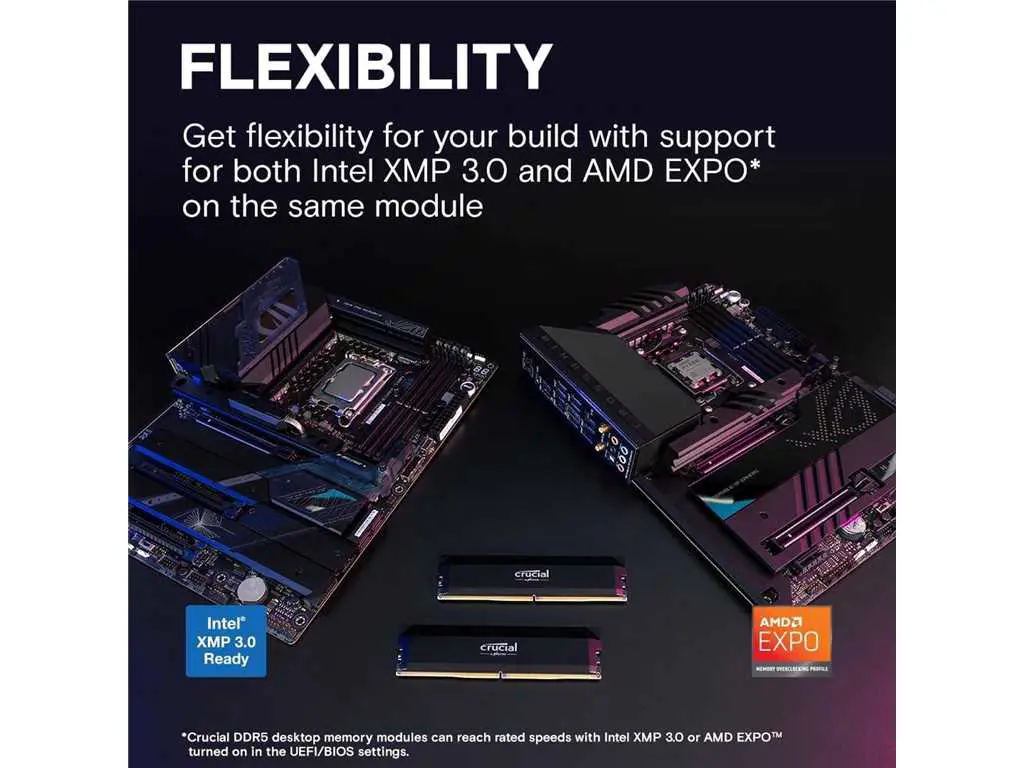 FLEXIBILITY
Get flexibility for your build with support
for both Intel XMP 3.0 and AMD EXPO*
on the same module
crucial
crucial
Intel®
XMP 3.0
Ready
AMD
EXPO
MEMORY OVERCLOCKING PROFILE
*Crucial DDR5 desktop memory modules can reach rated speeds with Intel XMP 3.0 or AMD EXPO™
turned on in the UEFI/BIOS settings.